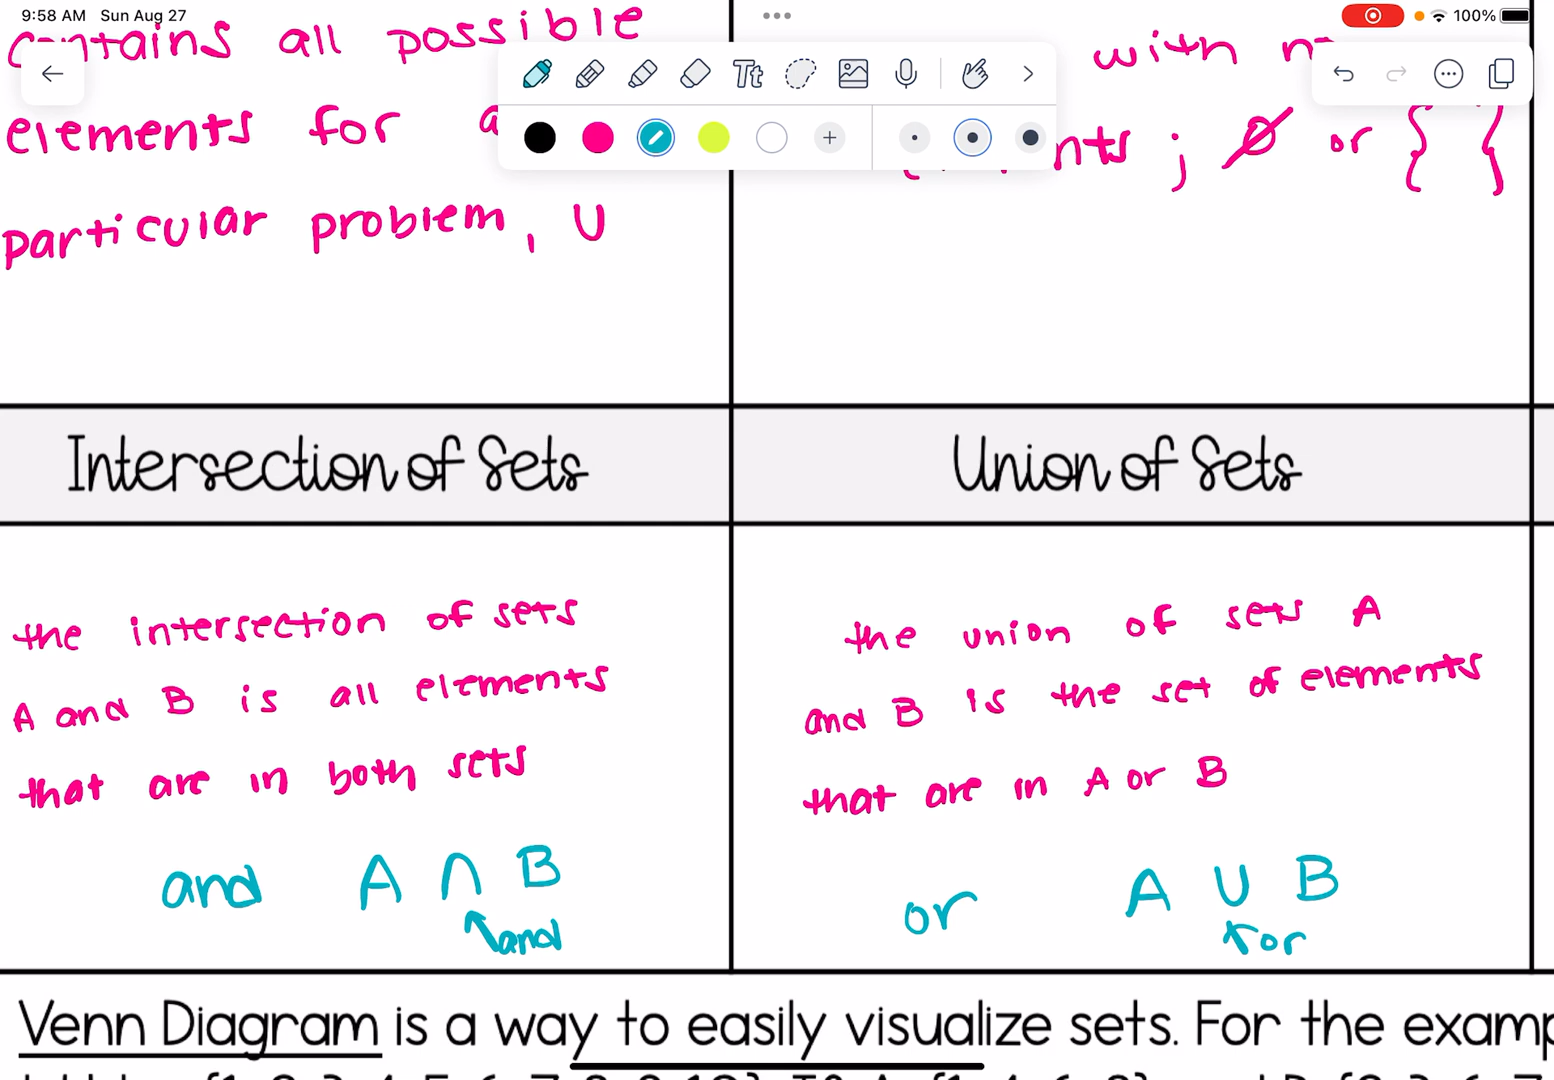 9:58 AM Sun Aug 27
100%
contains all possible
elements for a
particular problem, U
with
; Ø or { }
Tt
Intersection of Sets
the intersection of sets
A and B is all elements
that are in both sets
and A ∩ B
and
Union of Sets
the union of sets A
and B is the set of elements
that are in A or B
or A ∪ B
or
Venn Diagram is a way to easily visualize sets. For the examp